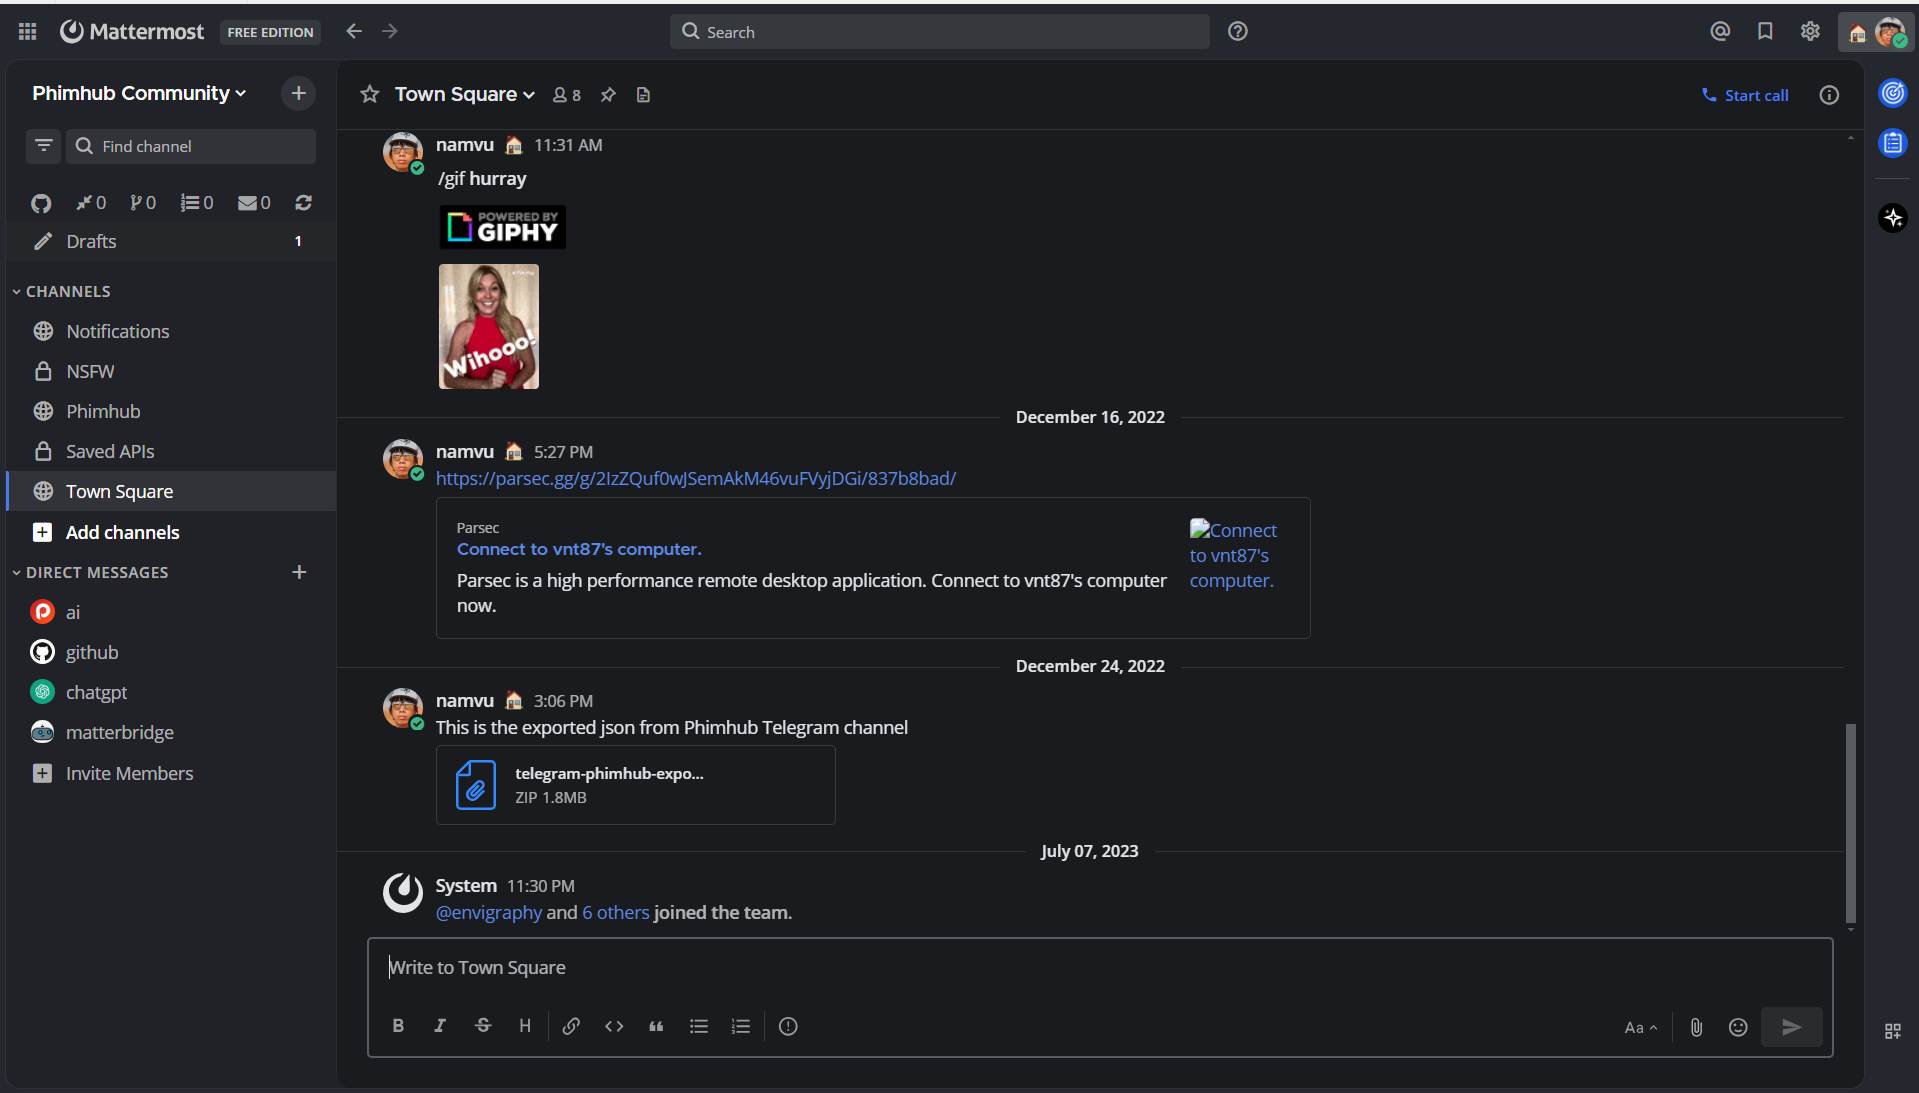 Mattermost
FREE EDITION
Search
Phimhub Community
Find channel
0
0
0
0
Drafts
1
CHANNELS
Notifications
NSFW
Phimhub
Saved APIs
Town Square
Add channels
DIRECT MESSAGES
ai
github
chatgpt
matterbridge
Invite Members
Town Square
8
Start call
namvu 11:31 AM
/gif hurray
POWERED BY
GIPHY
Wihooo!
December 16, 2022
namvu 5:27 PM
https://parsec.gg/g/2IzZQuf0wJSemAkM46vuFVyjDGi/837b8bad/
Parsec
Connect to vnt87's computer.
Parsec is a high performance remote desktop application. Connect to vnt87's computer
now.
Connect
to vnt87's
computer.
December 24, 2022
namvu 3:06 PM
This is the exported json from Phimhub Telegram channel
telegram-phimhub-expo...
ZIP 1.8MB
July 07, 2023
System 11:30 PM
@envigraphy and 6 others joined the team.
Write to Town Square
B I S H
Aa